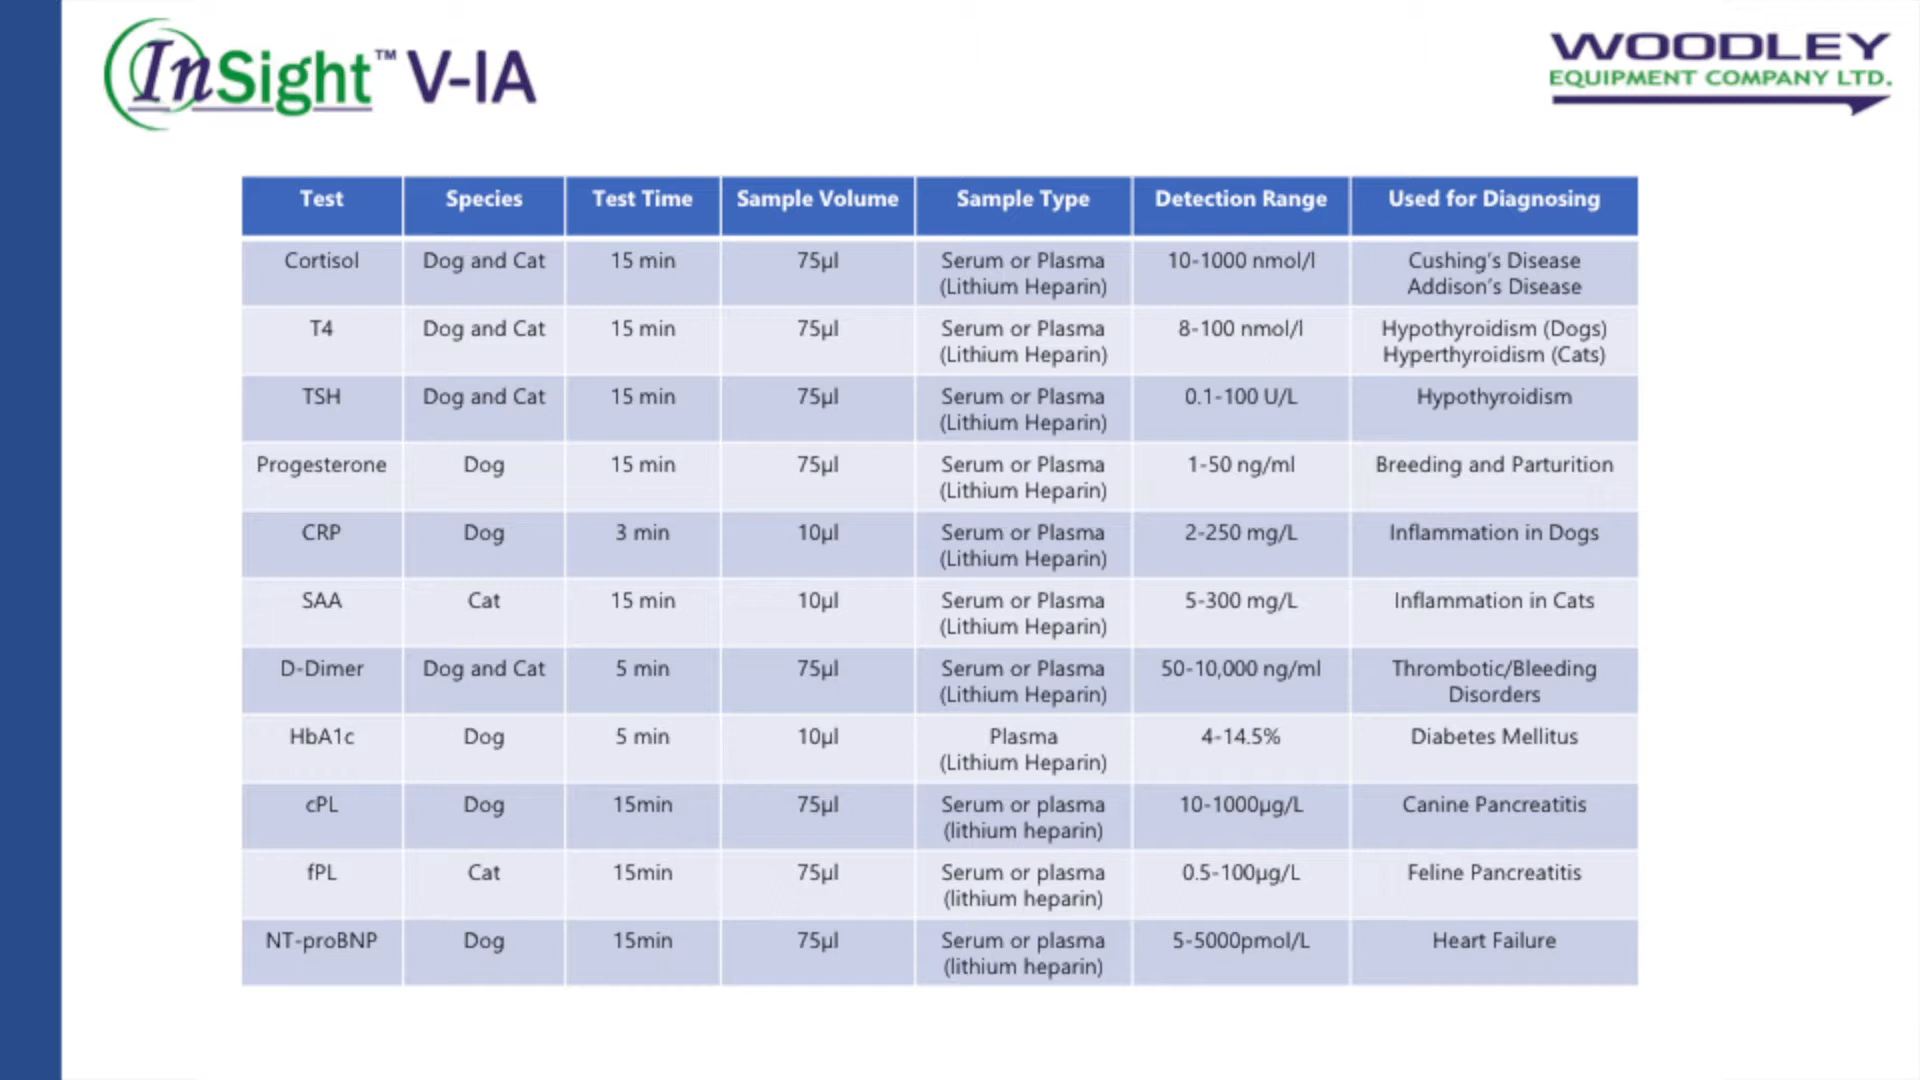 InSight™ V-IA
WOODLEY
EQUIPMENT COMPANY LTD.
Test Species Test Time Sample Volume Sample Type Detection Range Used for Diagnosing
Cortisol Dog and Cat 15 min 75µl Serum or Plasma 10-1000 nmol/l Cushing's Disease
(Lithium Heparin) Addison's Disease
T4 Dog and Cat 15 min 75µl Serum or Plasma 8-100 nmol/l Hypothyroidism (Dogs)
(Lithium Heparin) Hyperthyroidism (Cats)
TSH Dog and Cat 15 min 75µl Serum or Plasma 0.1-100 U/L Hypothyroidism
(Lithium Heparin)
Progesterone Dog 15 min 75µl Serum or Plasma 1-50 ng/ml Breeding and Parturition
(Lithium Heparin)
CRP Dog 3 min 10µl Serum or Plasma 2-250 mg/L Inflammation in Dogs
(Lithium Heparin)
SAA Cat 15 min 10µl Serum or Plasma 5-300 mg/L Inflammation in Cats
(Lithium Heparin)
D-Dimer Dog and Cat 5 min 75µl Serum or Plasma 50-10,000 ng/ml Thrombotic/Bleeding
(Lithium Heparin) Disorders
HbA1c Dog 5 min 10µl Plasma 4-14.5% Diabetes Mellitus
(Lithium Heparin)
cPL Dog 15min 75µl Serum or plasma 10-1000µg/L Canine Pancreatitis
(lithium heparin)
fPL Cat 15min 75µl Serum or plasma 0.5-100µg/L Feline Pancreatitis
(lithium heparin)
NT-proBNP Dog 15min 75µl Serum or plasma 5-5000pmol/L Heart Failure
(lithium heparin)